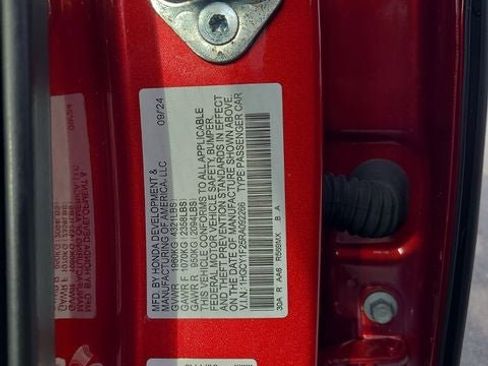 MFD. BY HONDA DEVELOPMENT &
MANUFACTURING OF AMERICA, LLC 09/24
GVWR 1960KG (4321LBS)
GAWR F 1070KG (2358LBS)
GAWR R 950KG (2094LBS)
THIS VEHICLE CONFORMS TO ALL APPLICABLE
FEDERAL MOTOR VEHICLE SAFETY, BUMPER,
AND THEFT PREVENTION STANDARDS IN EFFECT
ON THE DATE OF MANUFACTURE SHOWN ABOVE.
V.I.N.: TYPE:PASSENGER CAR
30A R AA6 B A